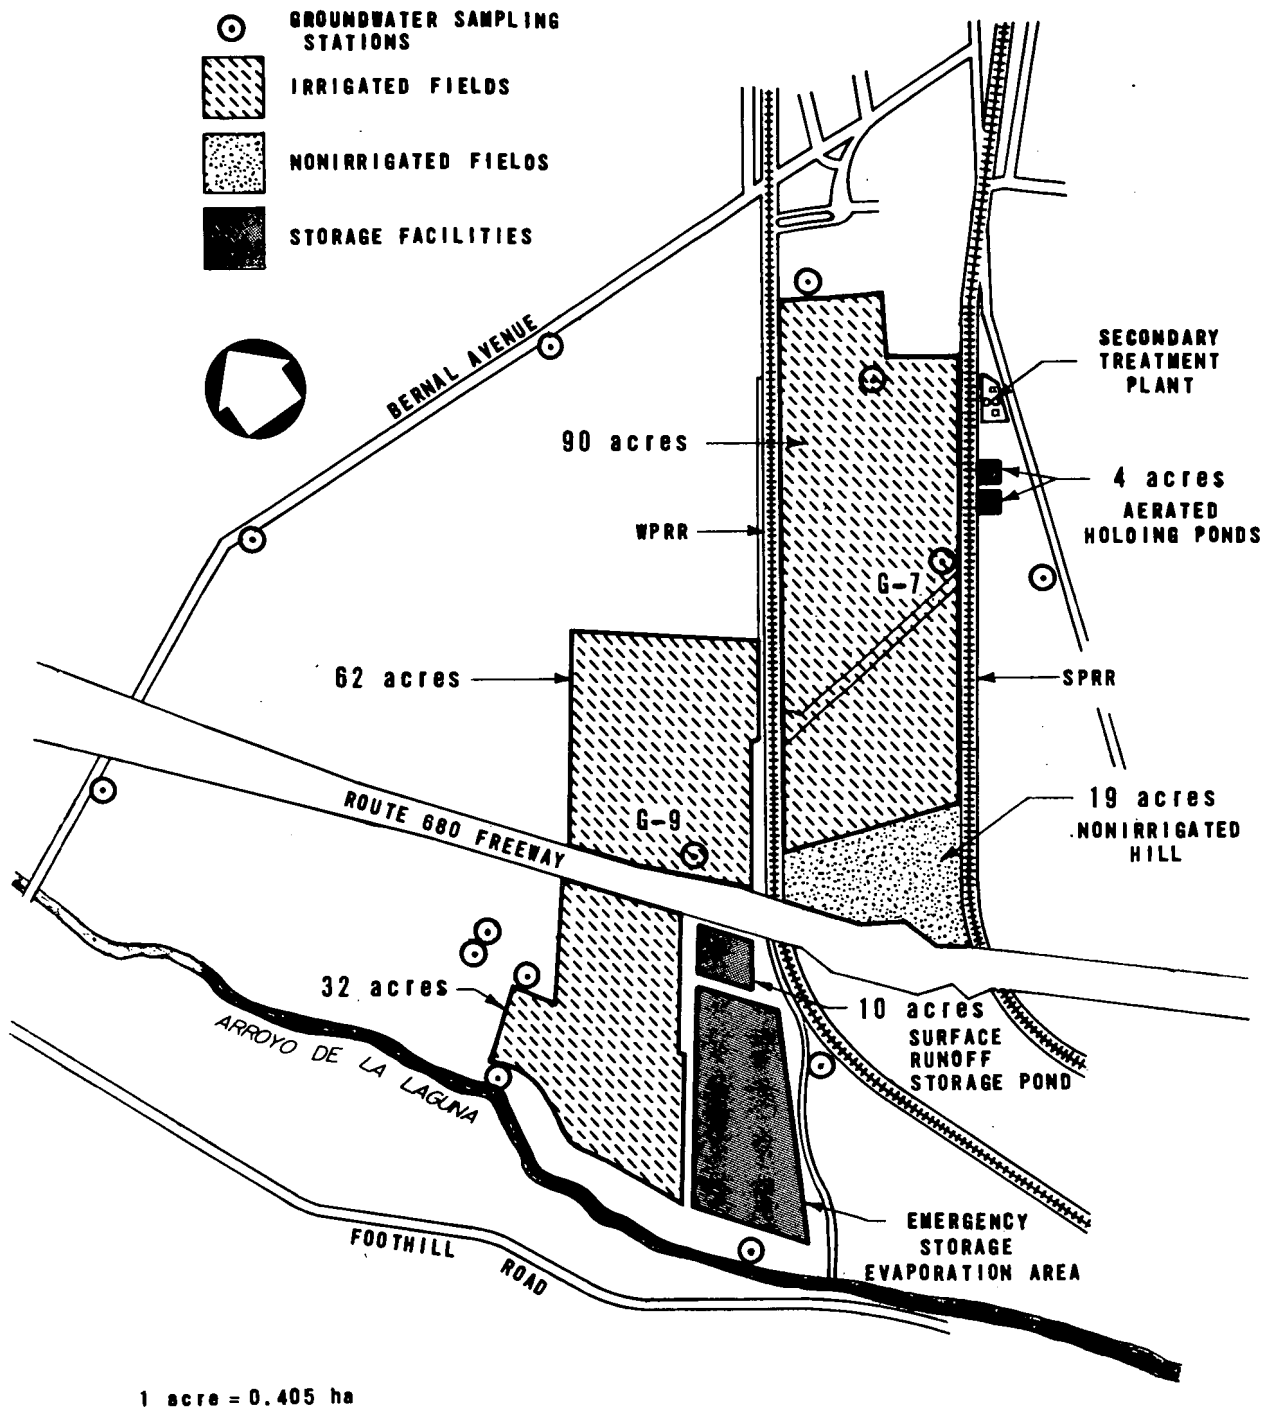 GROUNDWATER SAMPLING
STATIONS
IRRIGATED FIELDS
NONIRRIGATED FIELDS
STORAGE FACILITIES
BERNAL AVENUE
SECONDARY
TREATMENT
PLANT
90 acres
4 acres
AERATED
HOLDING PONDS
WPRR
G-7
62 acres
SPRR
19 acres
NONIRRIGATED
HILL
ROUTE 680 FREEWAY
G-9
32 acres
10 acres
SURFACE
RUNOFF
STORAGE POND
ARROYO DE LA LAGUNA
EMERGENCY
STORAGE
EVAPORATION AREA
FOOTHILL ROAD
1 acre = 0.405 ha